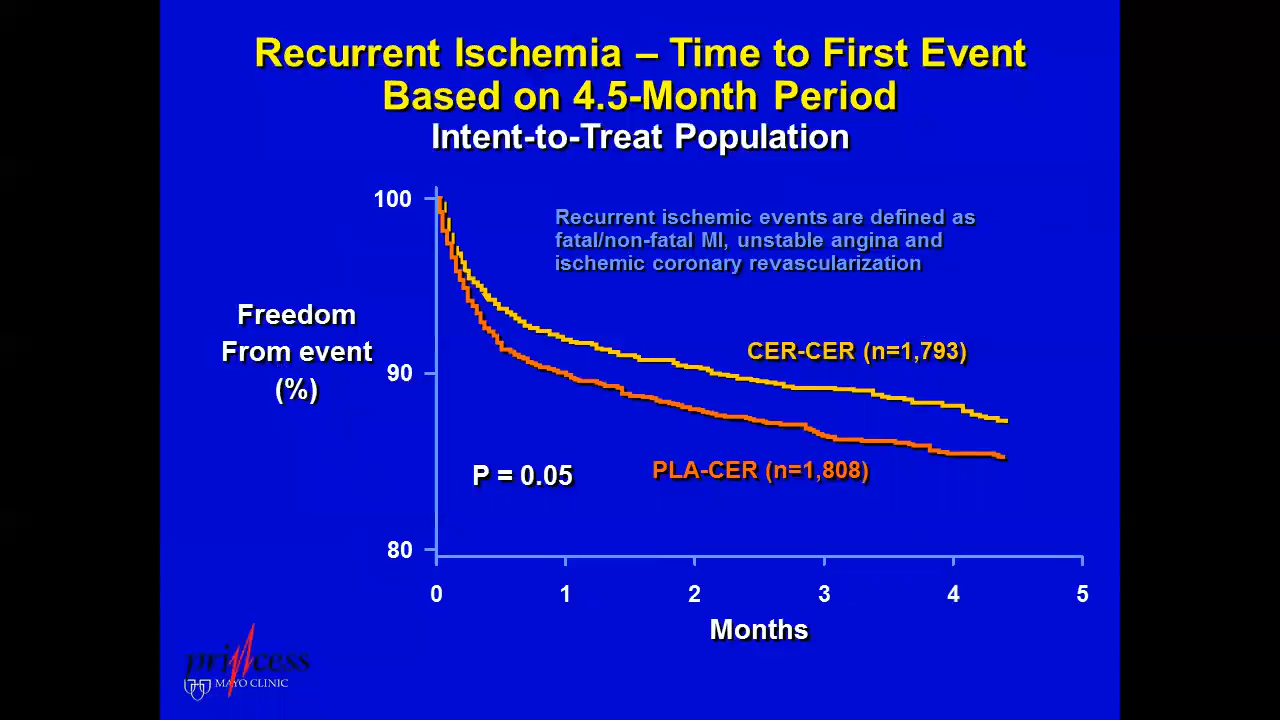 Recurrent Ischemia – Time to First Event
Based on 4.5-Month Period
Intent-to-Treat Population
100
Recurrent ischemic events are defined as
fatal/non-fatal MI, unstable angina and
ischemic coronary revascularization
Freedom
From event
(%)
CER-CER (n=1,793)
90
P = 0.05
PLA-CER (n=1,808)
80
0 1 2 3 4 5
Months
princess
MAYO CLINIC